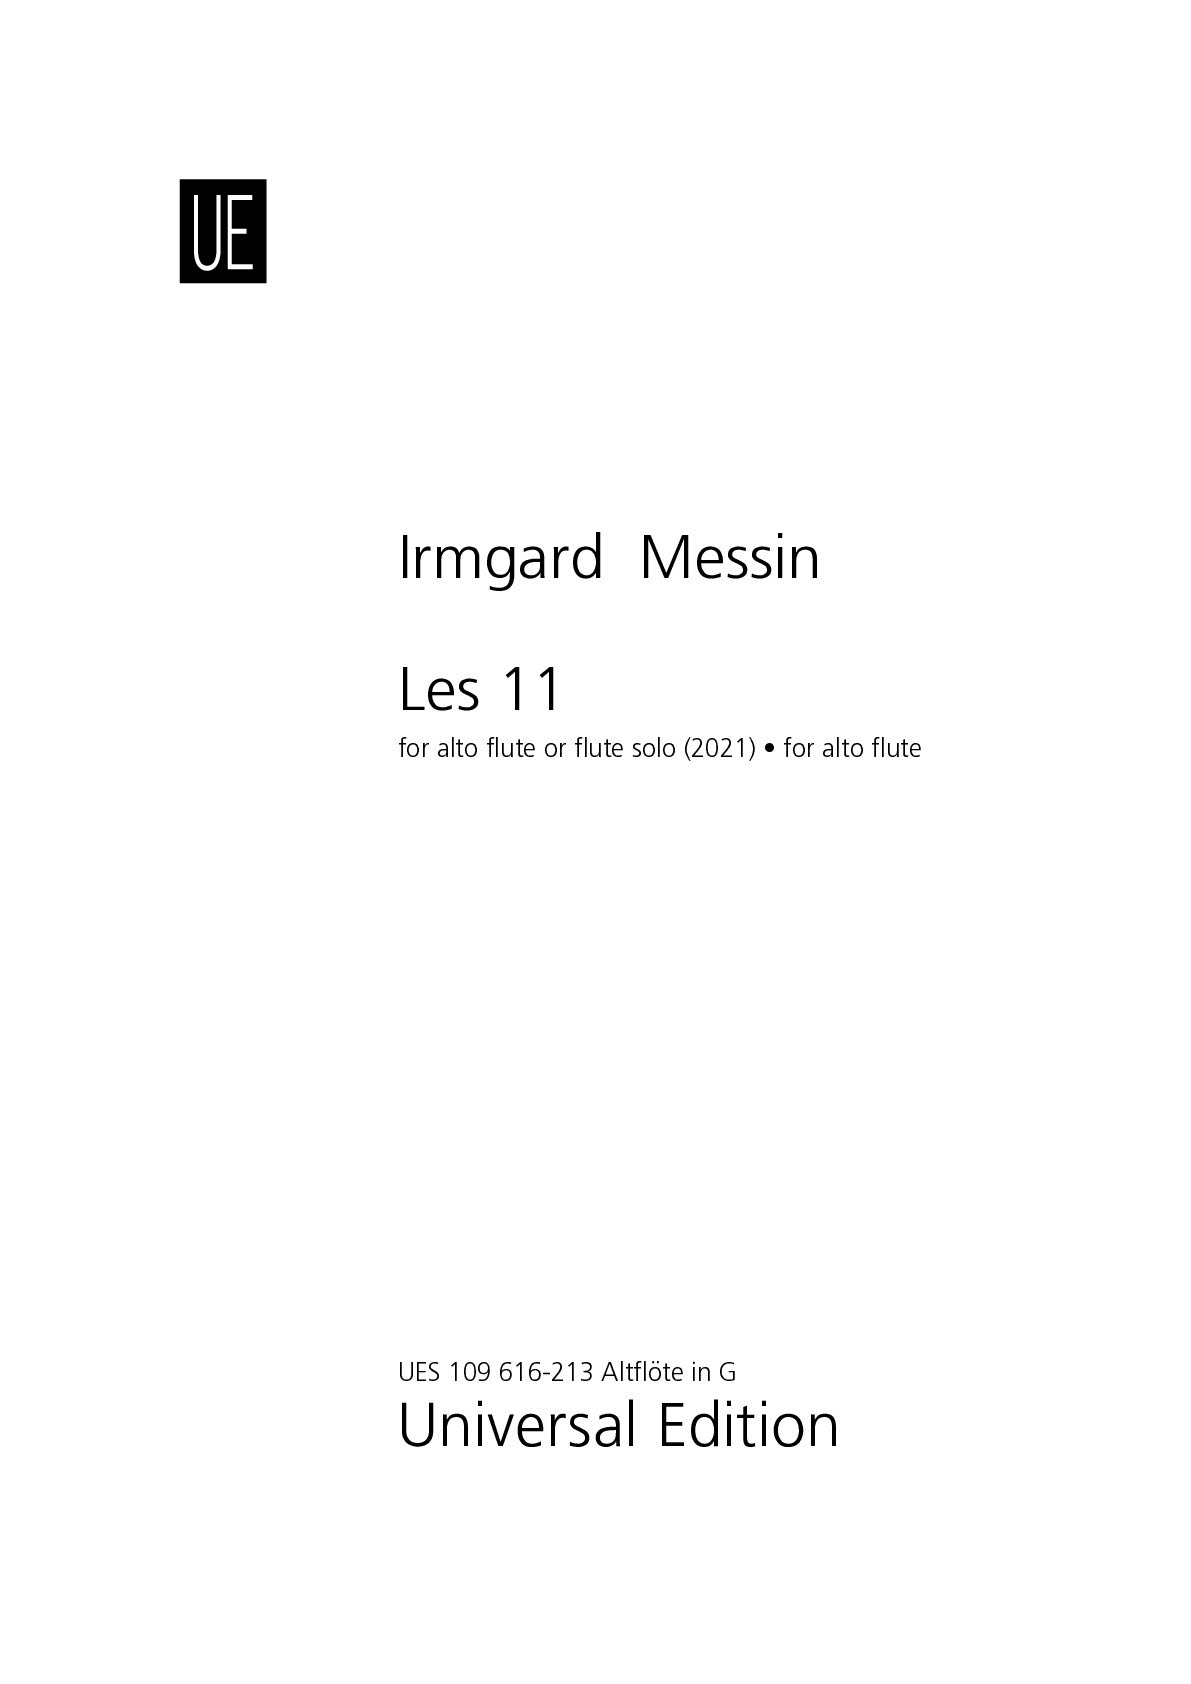 UE
Irmgard Messin
Les 11
for alto flute or flute solo (2021) • for alto flute
UES 109 616-213 Altflöte in G
Universal Edition